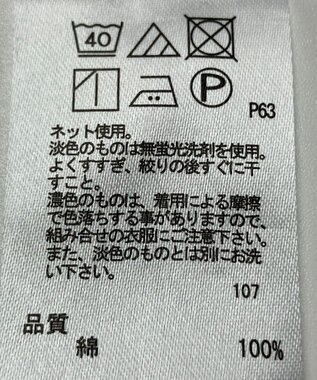 40
P
P63
ネット使用。
淡色のものは無蛍光洗剤を使用。
よくすすぎ、絞りの後すぐに干
すこと。
濃色のものは、着用による摩擦
で色落ちする事がありますので、
組み合せの衣服にご注意下さい。
また、淡色のものとは別にお洗
い下さい。
107
品質
綿 100%